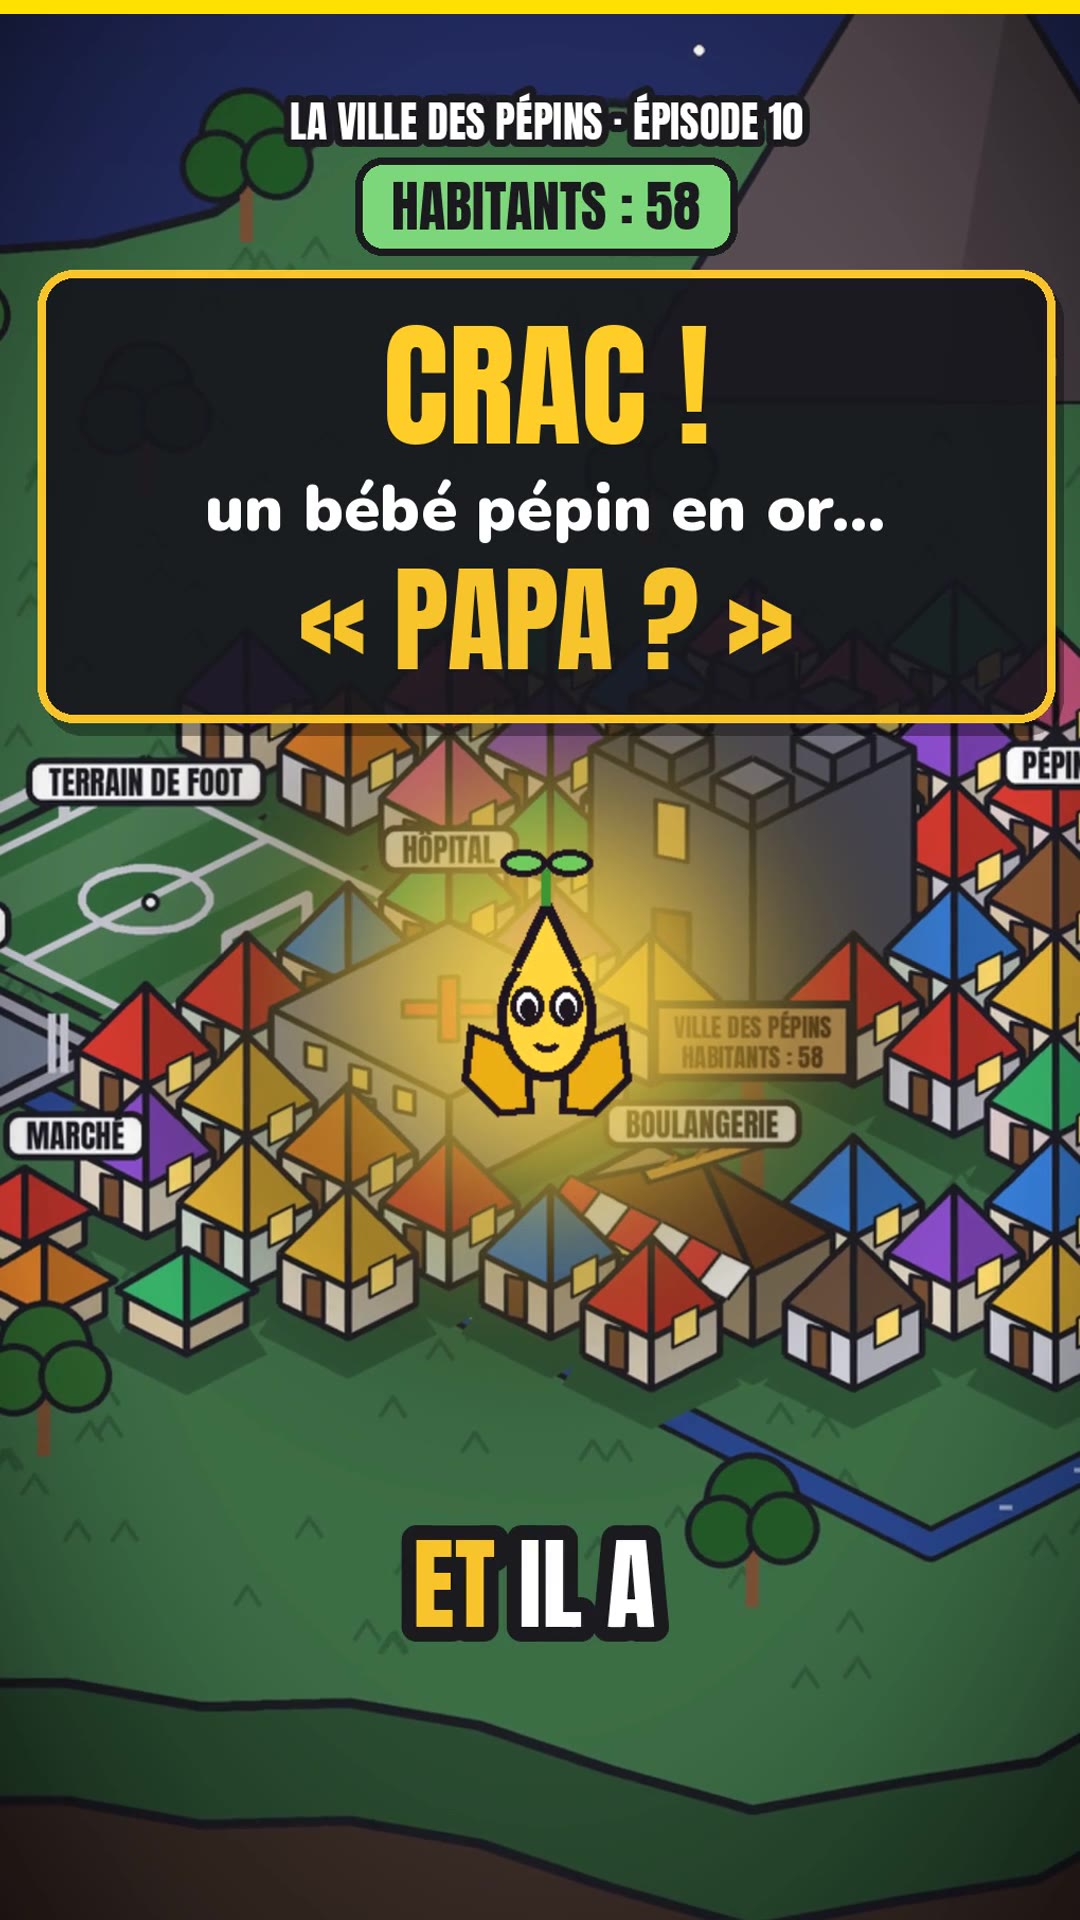 LA VILLE DES PÉPINS · ÉPISODE 10
HABITANTS : 58
CRAC !
un bébé pépin en or...
« PAPA ? »
TERRAIN DE FOOT
HÔPITAL
VILLE DES PÉPINS
HABITANTS : 58
MARCHÉ
BOULANGERIE
ET IL A